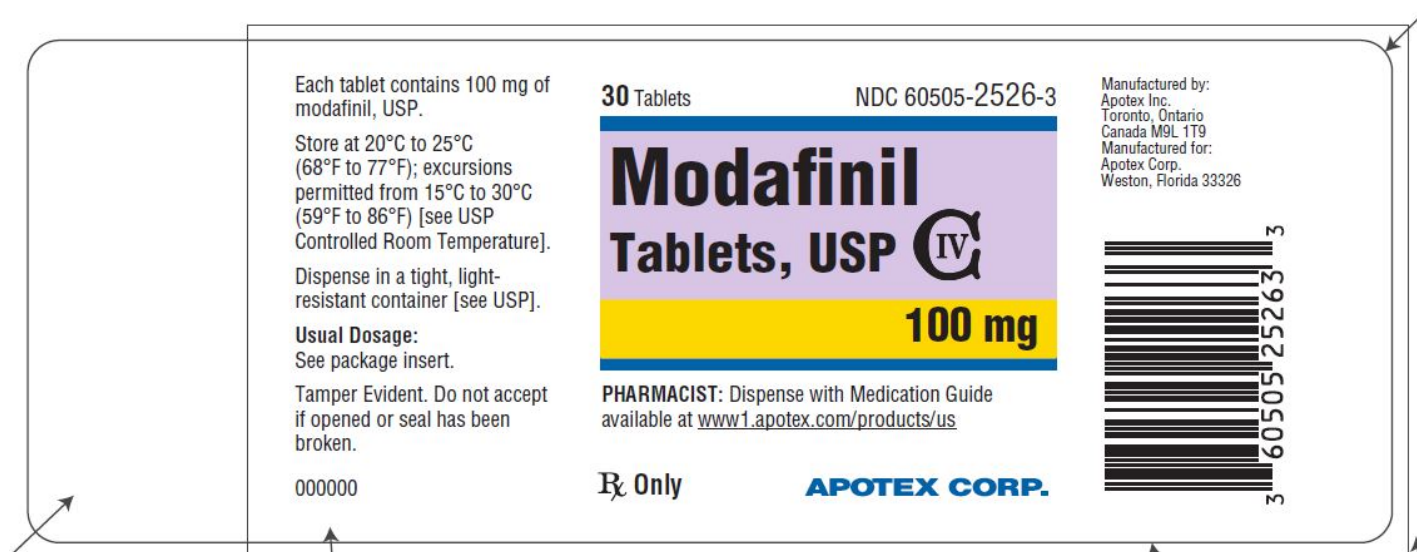 Each tablet contains 100 mg of
modafinil, USP.
Store at 20°C to 25°C
(68°F to 77°F); excursions
permitted from 15°C to 30°C
(59°F to 86°F) [see USP
Controlled Room Temperature].
Dispense in a tight, light-
resistant container [see USP].
Usual Dosage:
See package insert.
Tamper Evident. Do not accept
if opened or seal has been
broken.
000000
30 Tablets NDC 60505-2526-3
Modafinil
Tablets, USP CIV
100 mg
PHARMACIST: Dispense with Medication Guide
available at www1.apotex.com/products/us
Rx Only APOTEX CORP.
Manufactured by:
Apotex Inc.
Toronto, Ontario
Canada M9L 1T9
Manufactured for:
Apotex Corp.
Weston, Florida 33326
3 60505 25263 3